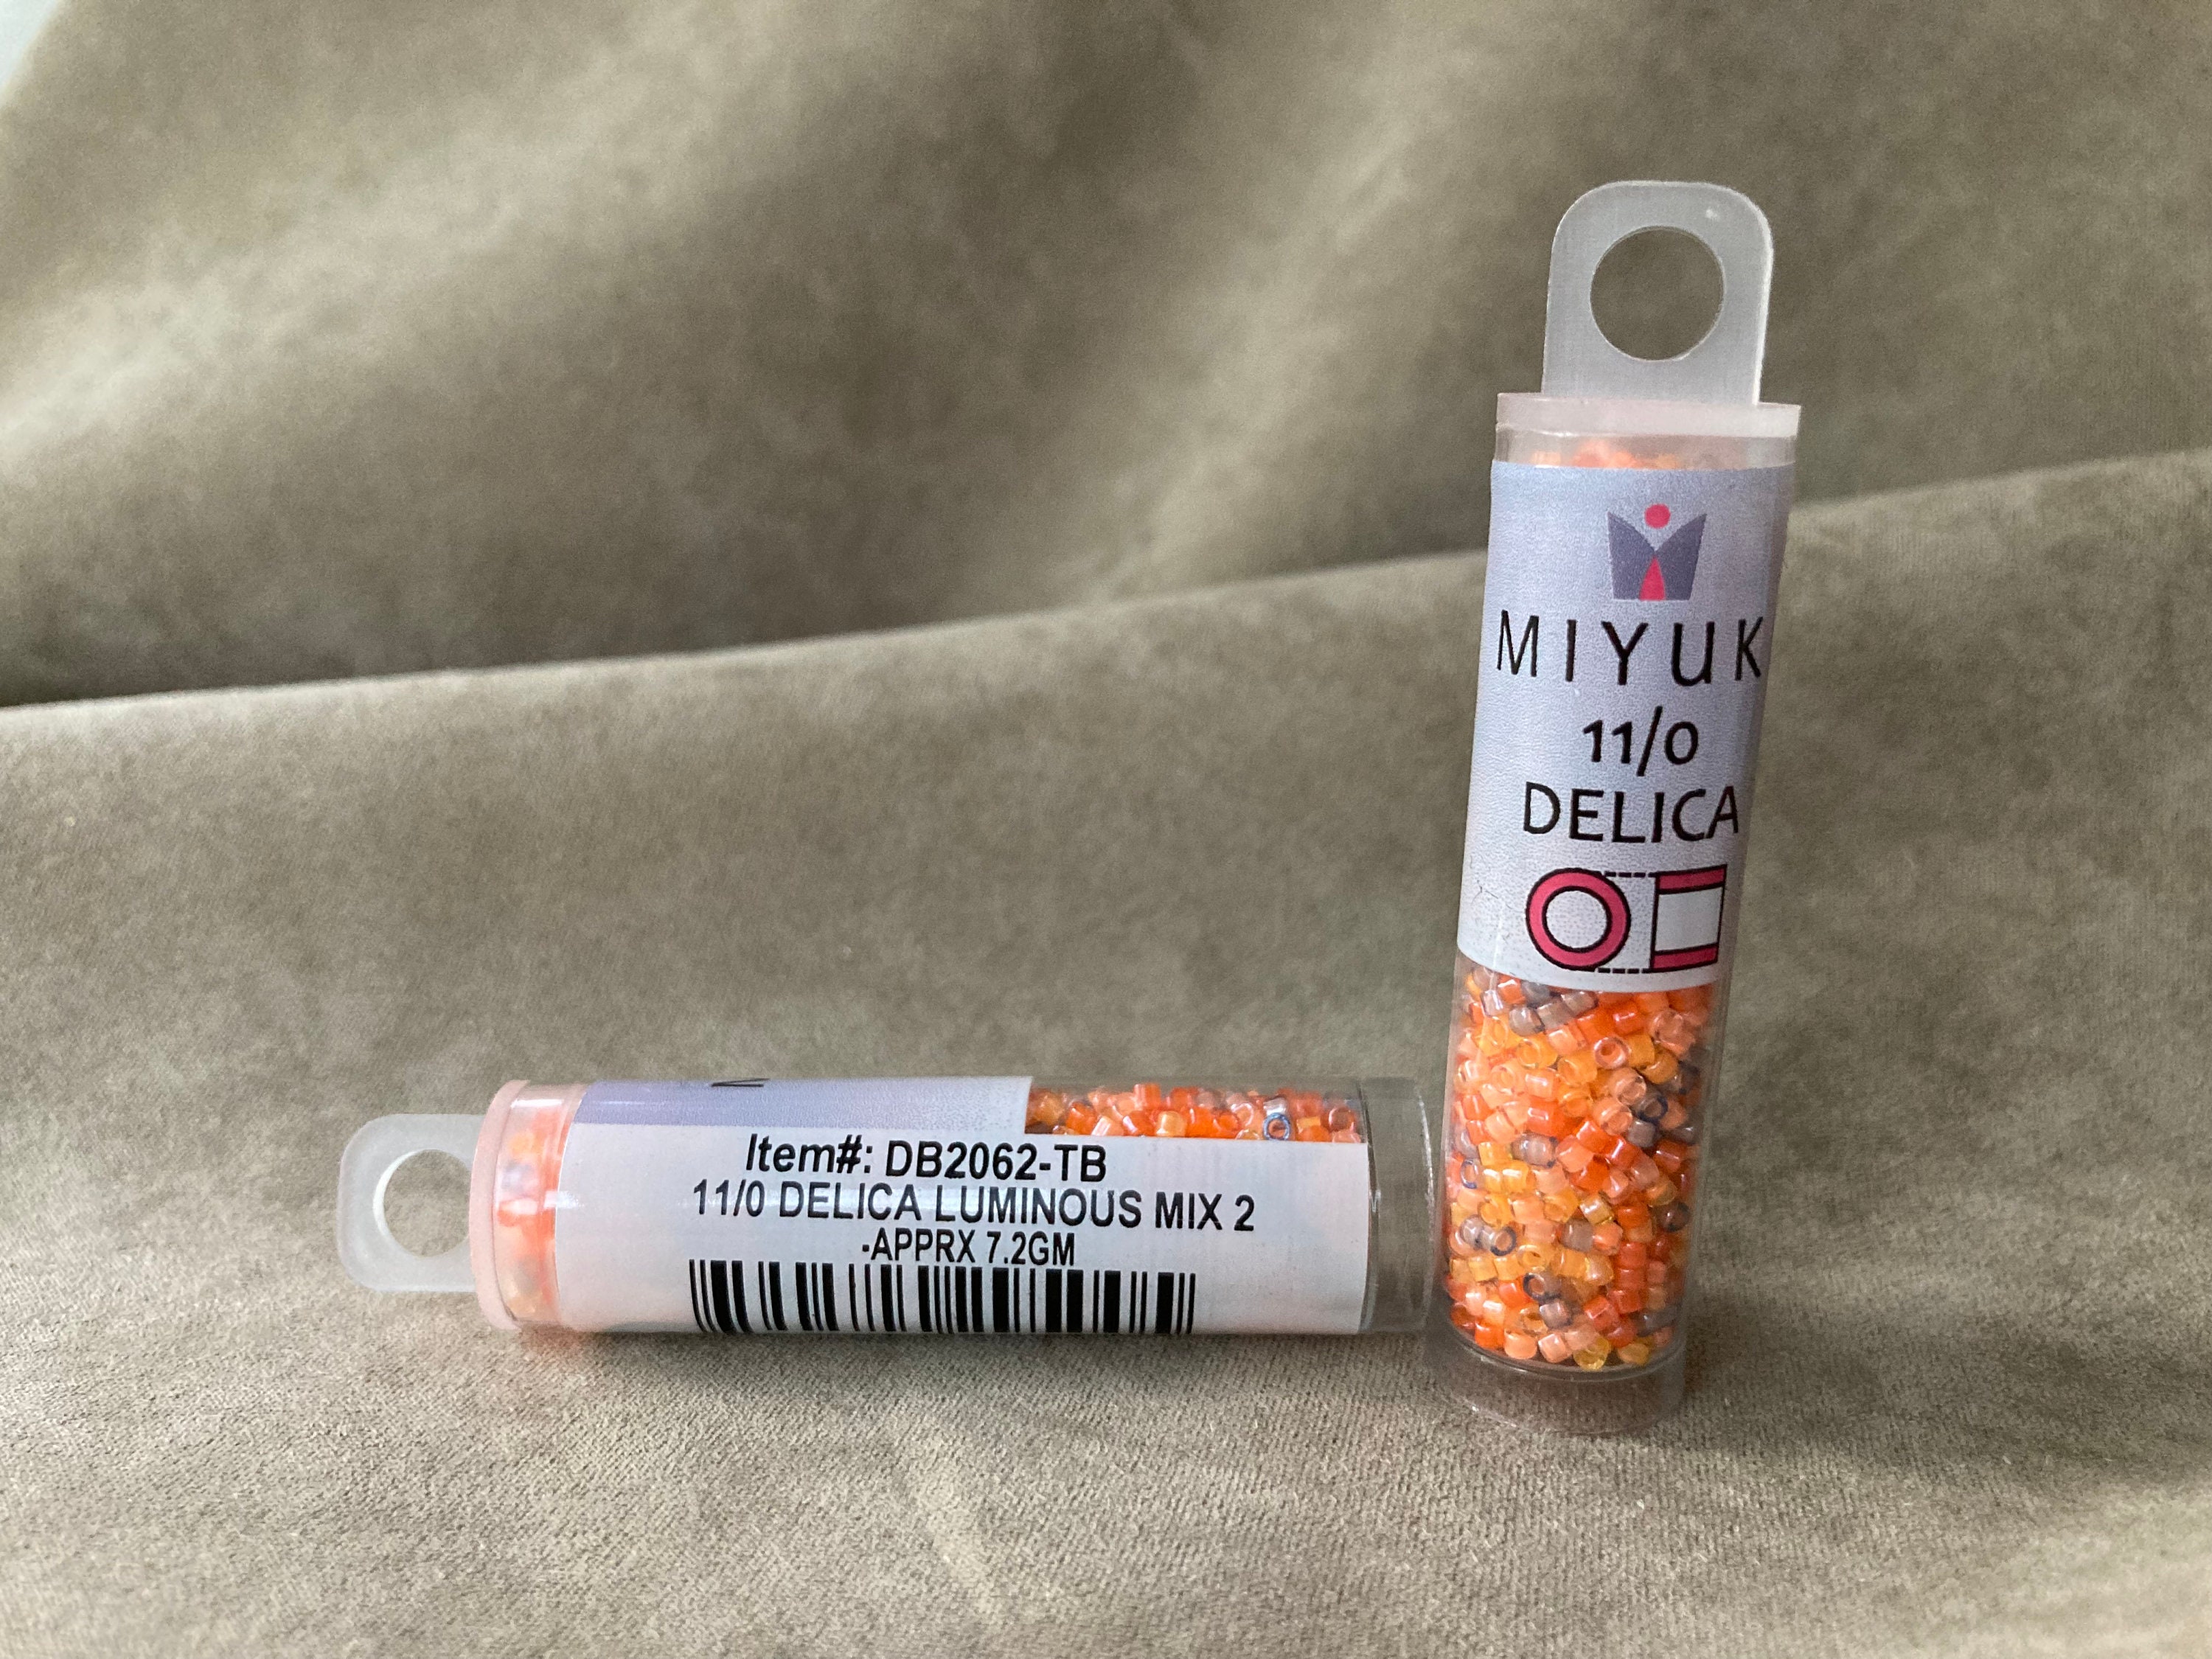 MIYUK
11/0
DELICA
Item#: DB2062-TB
11/0 DELICA LUMINOUS MIX 2
-APPRX 7.2GM